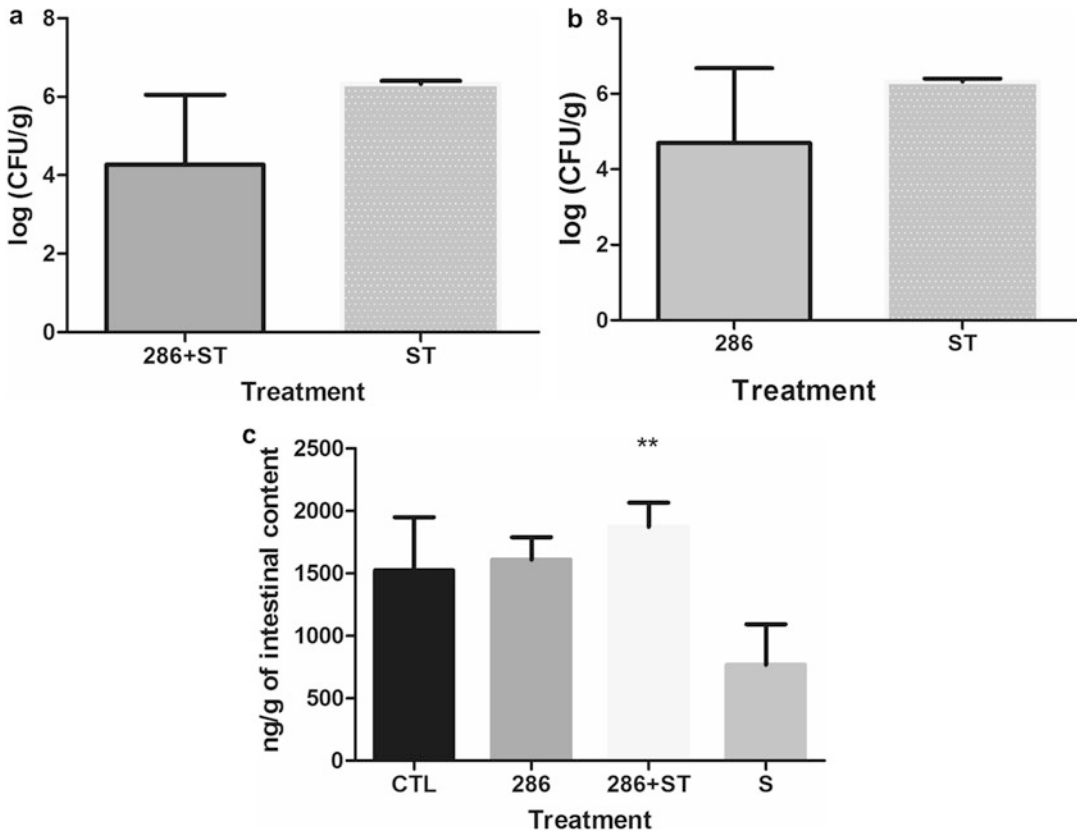 a
log (CFU/g)
8
6
4
2
0
286+ST ST
Treatment
b
log (CFU/g)
8
6
4
2
0
286 ST
Treatment
c
ng/g of intestinal content
2500
2000
1500
1000
500
0
**
CTL 286 286+ST S
Treatment